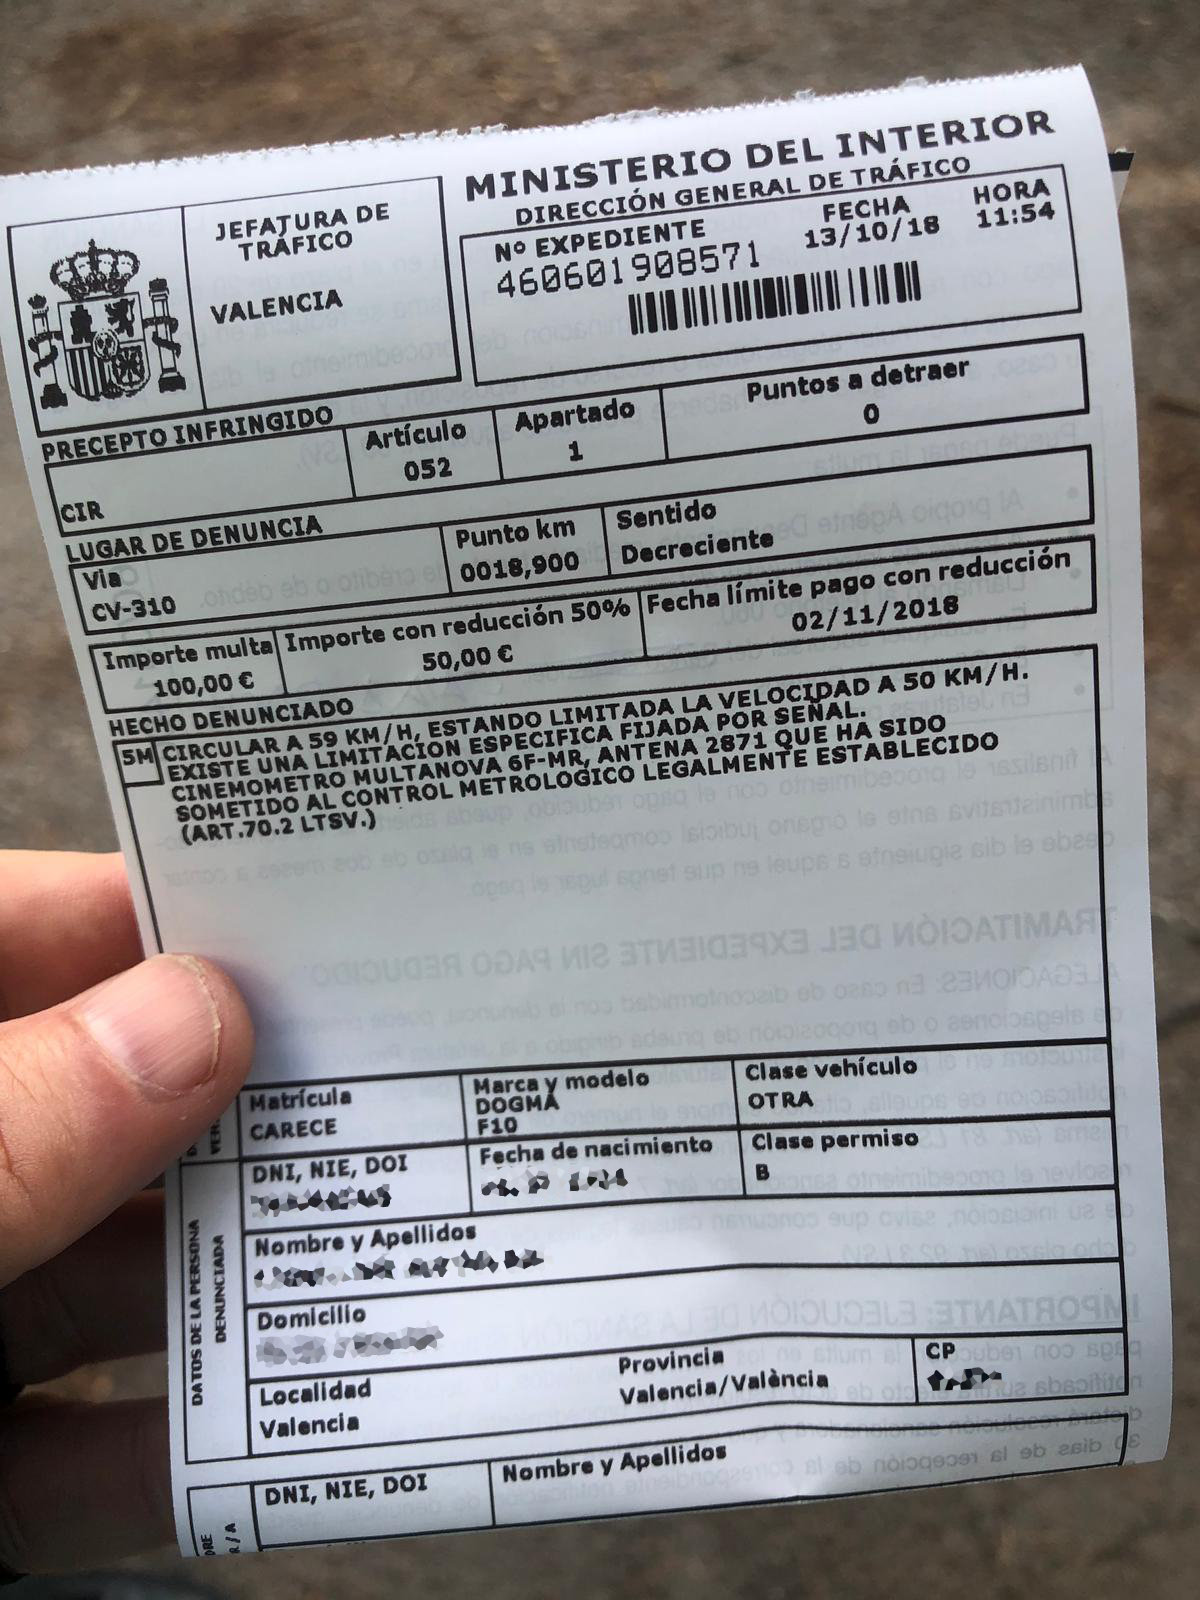 MINISTERIO DEL INTERIOR
DIRECCIÓN GENERAL DE TRÁFICO
JEFATURA DE
TRÁFICO
VALENCIA
Nº EXPEDIENTE
460601908571
FECHA
13/10/18
HORA
11:54
PRECEPTO INFRINGIDO
CIR
Artículo
052
Apartado
1
Puntos a detraer
0
LUGAR DE DENUNCIA
Via
CV-310
Punto km
0018,900
Sentido
Decreciente
Importe multa
100,00 €
Importe con reducción 50%
50,00 €
Fecha límite pago con reducción
02/11/2018
HECHO DENUNCIADO
5M CIRCULAR A 59 KM/H, ESTANDO LIMITADA LA VELOCIDAD A 50 KM/H.
EXISTE UNA LIMITACION ESPECIFICA FIJADA POR SEÑAL.
CINEMOMETRO MULTANOVA 6F-MR, ANTENA 2871 QUE HA SIDO
SOMETIDO AL CONTROL METROLOGICO LEGALMENTE ESTABLECIDO
(ART.70.2 LTSV.)
Matrícula
CARECE
Marca y modelo
DOGMA
F10
Clase vehículo
OTRA
DATOS DE LA PERSONA
DENUNCIADA
DNI, NIE, DOI
Fecha de nacimiento
Clase permiso
B
Nombre y Apellidos
Domicilio
Localidad
Valencia
Provincia
Valencia/València
CP
DNI, NIE, DOI
Nombre y Apellidos